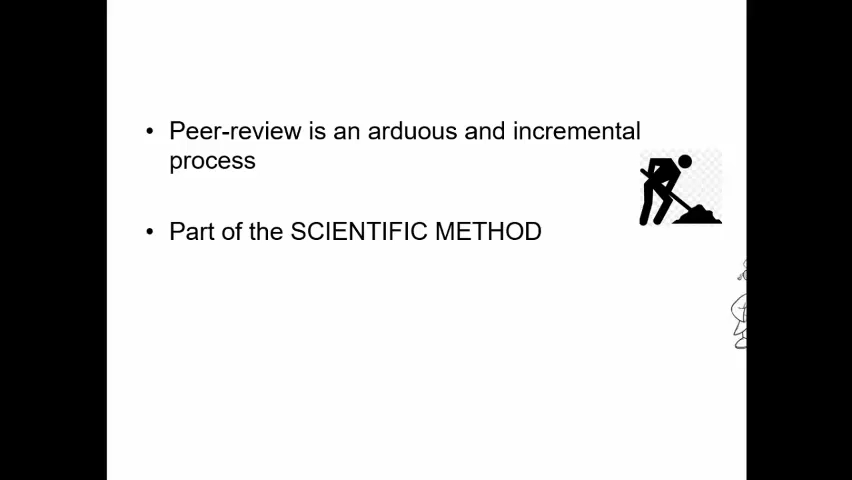 • Peer-review is an arduous and incremental
process
• Part of the SCIENTIFIC METHOD